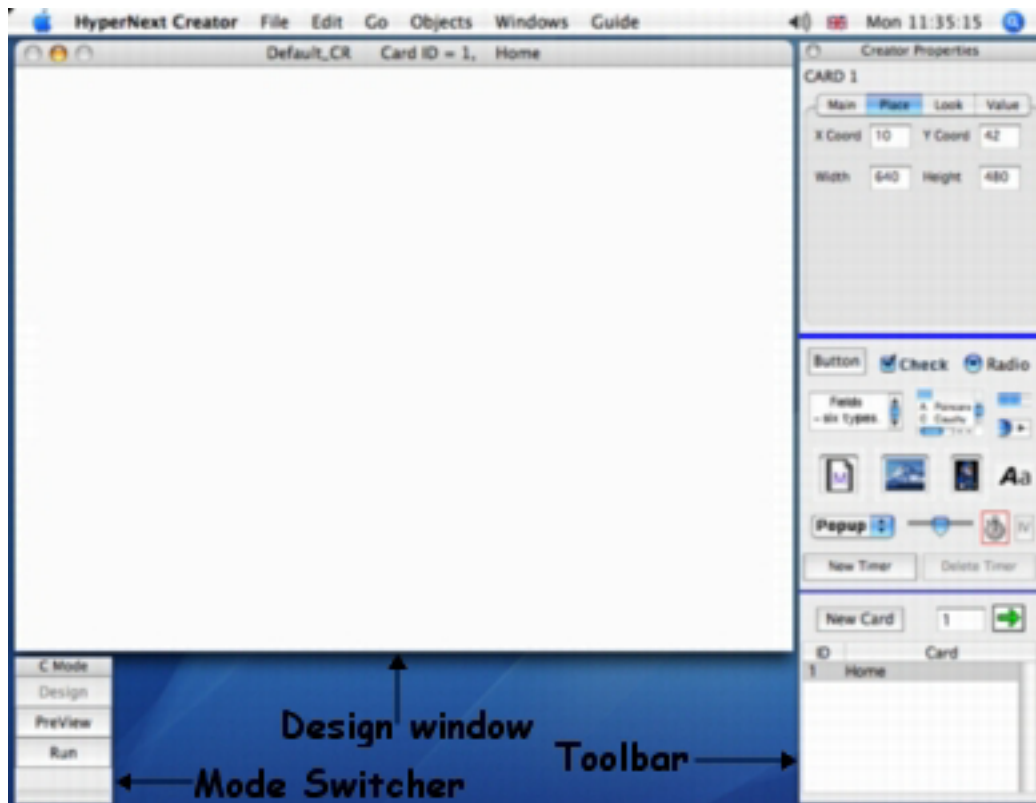 HyperNext Creator File Edit Go Objects Windows Guide Mon 11:35:15
Default_CR Card ID = 1, Home
Creator Properties
CARD 1
Main Place Look Value
X Coord 10 Y Coord 42
Width 640 Height 480
Button Check Radio
Fields
- six types.
M
Aa
Popup
New Timer Delete Timer
New Card 1
ID Card
1 Home
C Mode
Design
PreView
Run
Design window
Toolbar
Mode Switcher